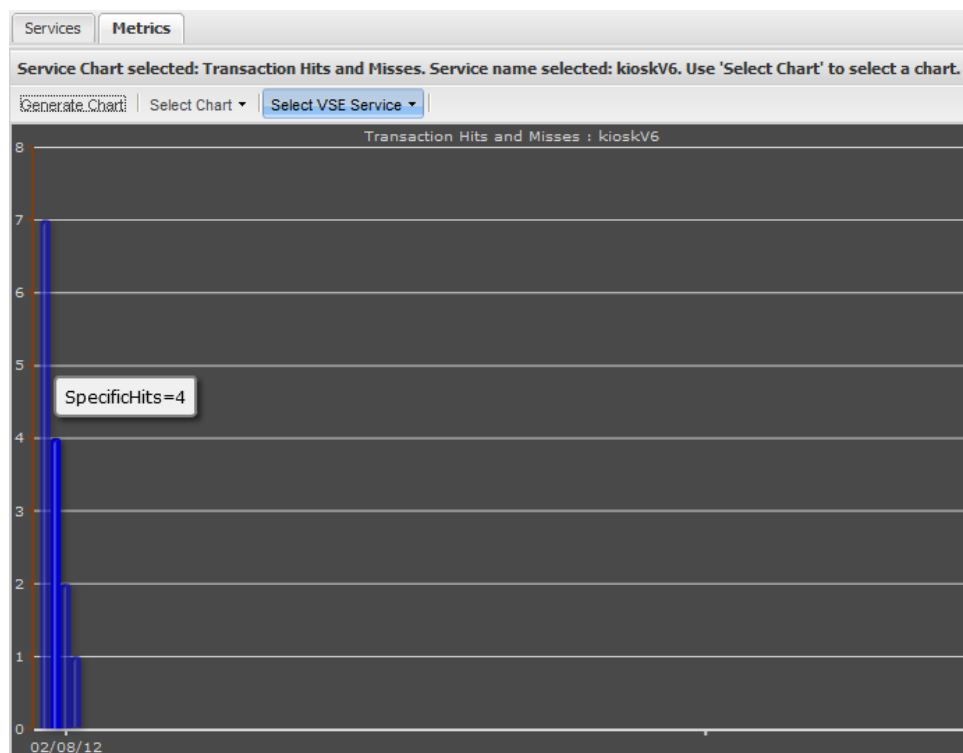 Services Metrics
Service Chart selected: Transaction Hits and Misses. Service name selected: kioskV6. Use 'Select Chart' to select a chart.
Generate Chart Select Chart Select VSE Service
Transaction Hits and Misses : kioskV6
8
7
6
5
SpecificHits=4
4
3
2
1
0
02/08/12